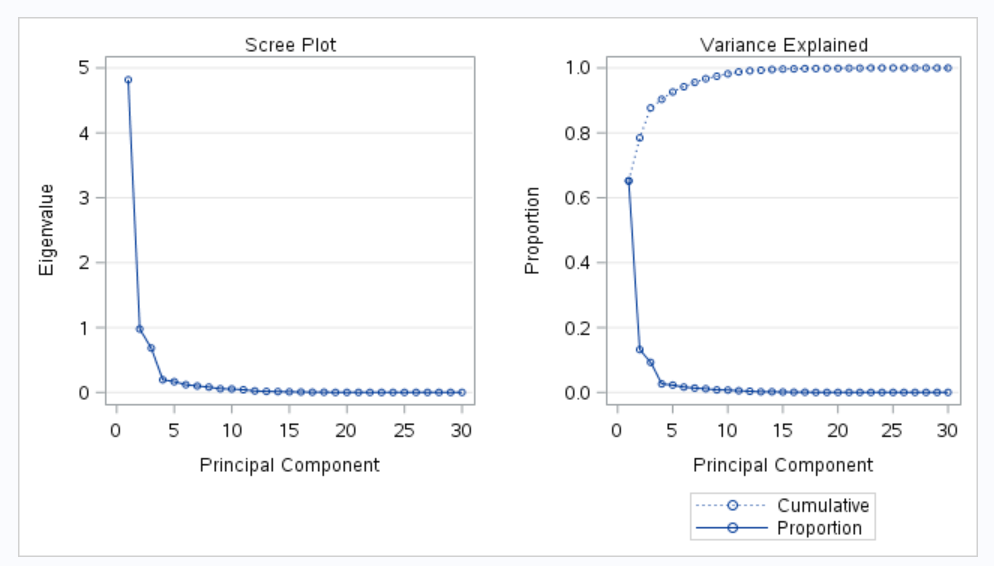 Scree Plot
5
4
3
2
1
0
Eigenvalue
0 5 10 15 20 25 30
Principal Component
Variance Explained
1.0
0.8
0.6
0.4
0.2
0.0
Proportion
0 5 10 15 20 25 30
Principal Component
Cumulative
Proportion